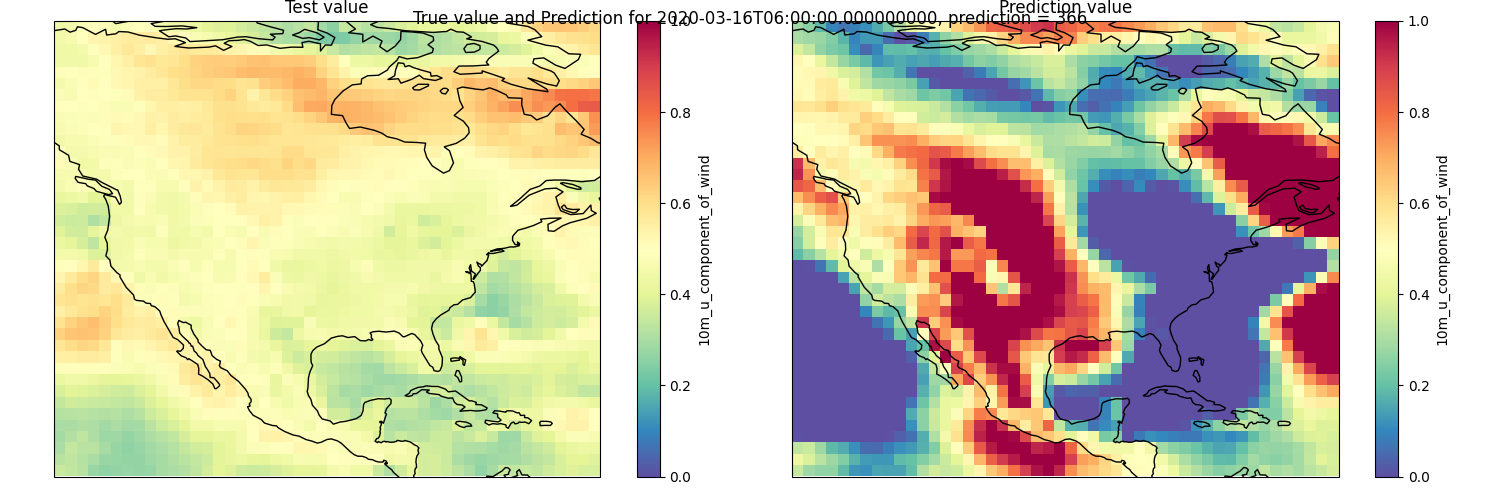 Test value
Prediction value
True value and Prediction for 2020-03-16T06:00:00.000000000, prediction = 366
1.0
0.8
0.6
0.4
0.2
0.0
10m_u_component_of_wind
1.0
0.8
0.6
0.4
0.2
0.0
10m_u_component_of_wind